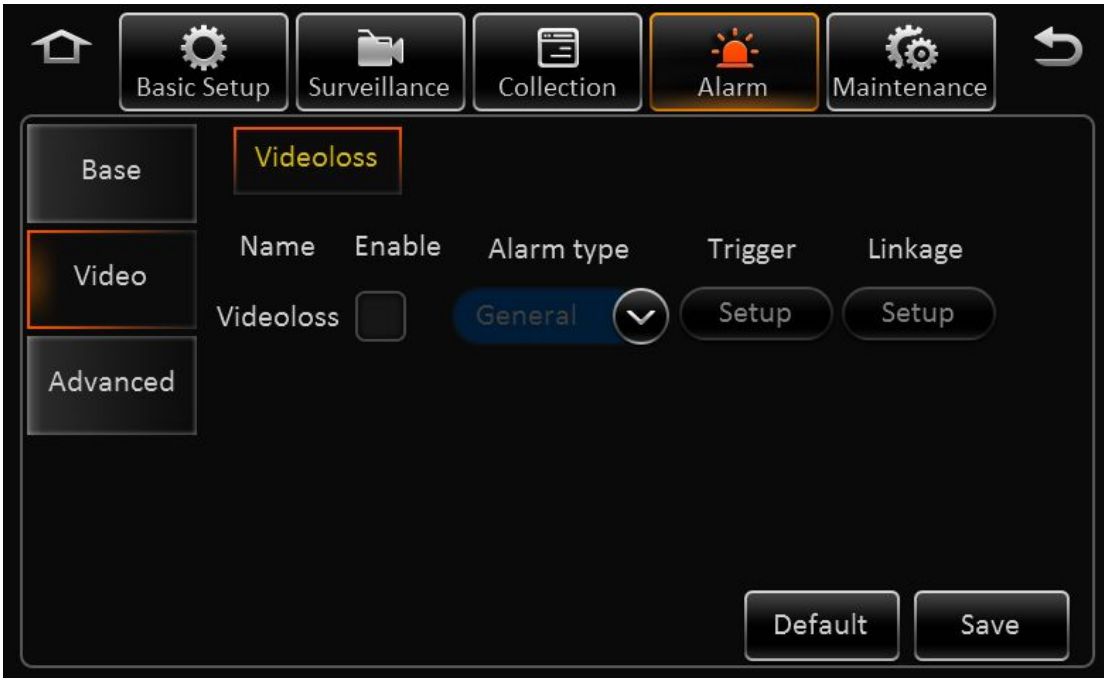 Basic Setup Surveillance Collection Alarm Maintenance
Base
Videoloss
Name Enable Alarm type Trigger Linkage
Video
Videoloss General Setup Setup
Advanced
Default Save